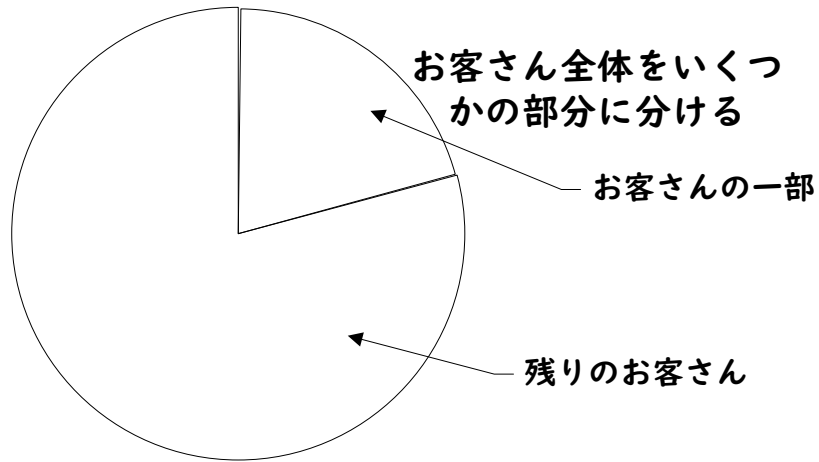 お客さん全体をいくつ
かの部分に分ける
お客さんの一部
残りのお客さん